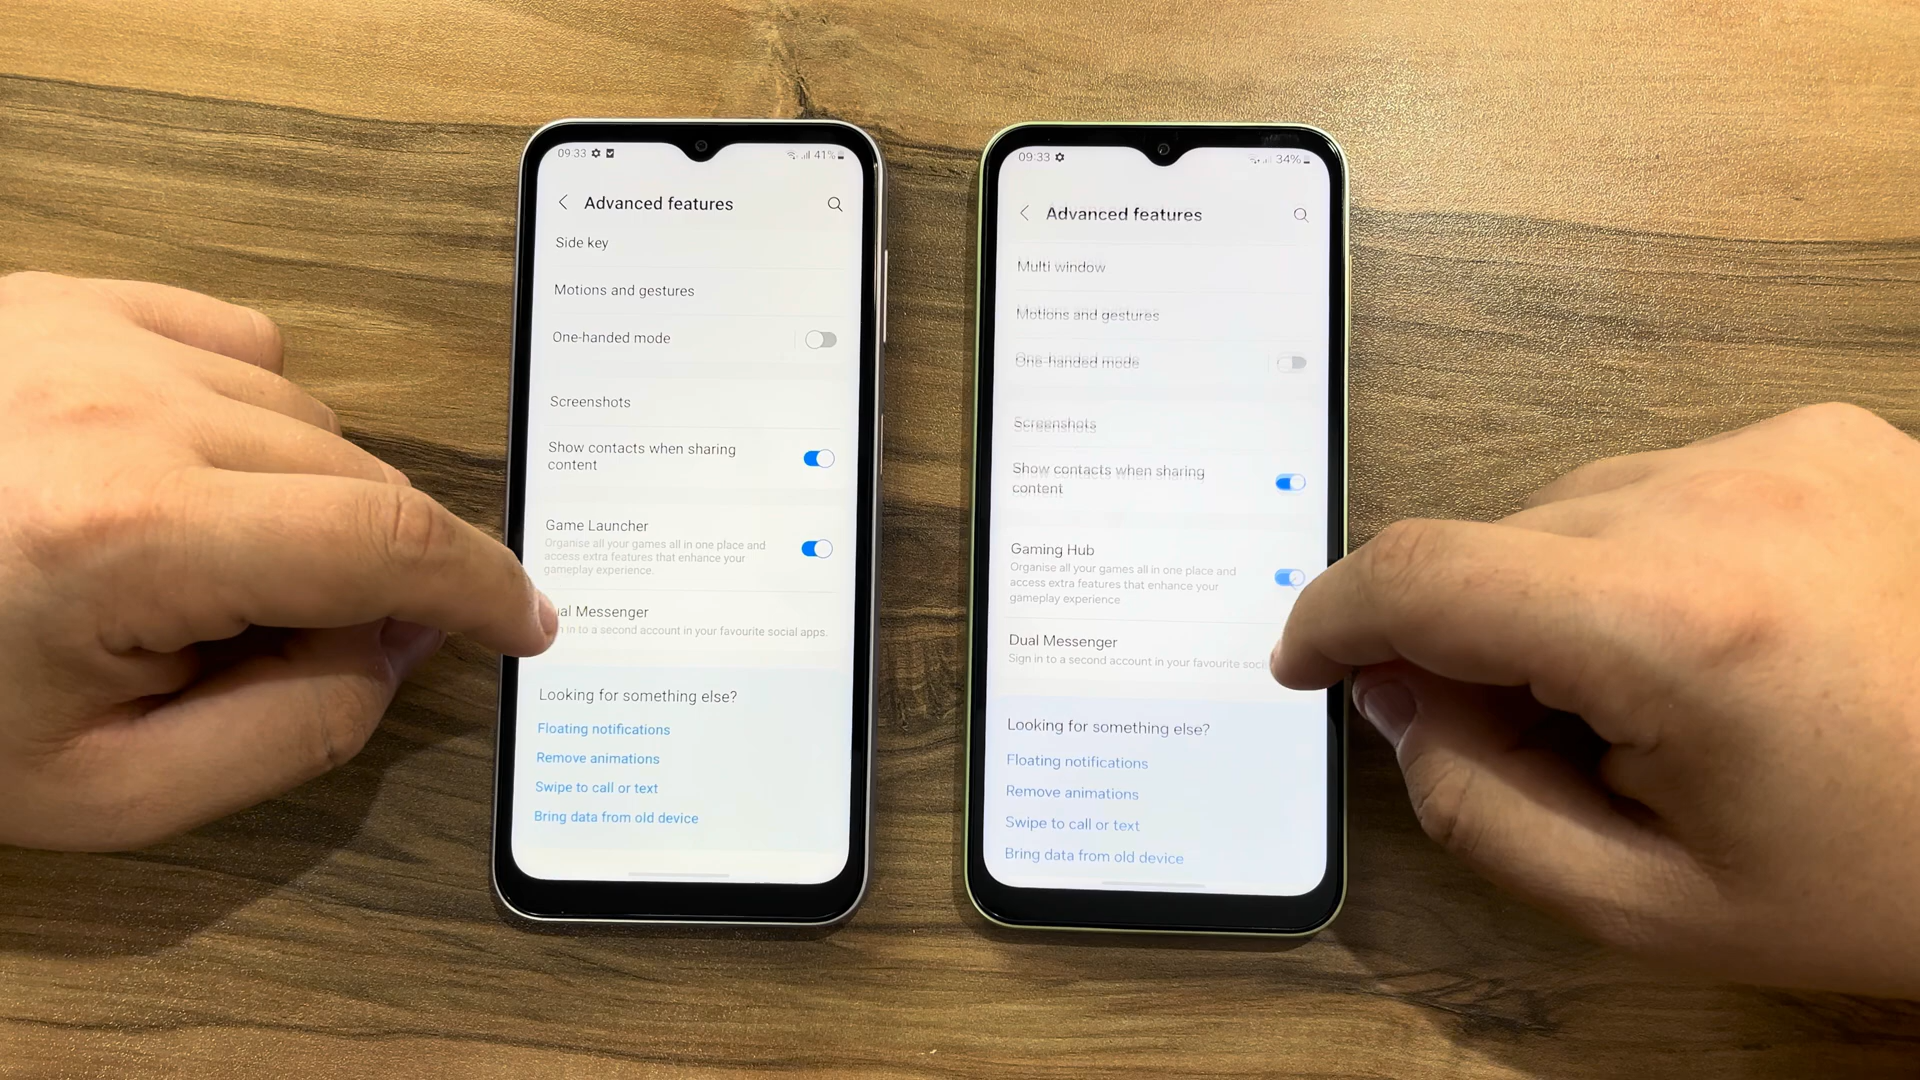 09:33
41%
Advanced features
Side key
Motions and gestures
One-handed mode
Screenshots
Show contacts when sharing
content
Game Launcher
Organise all your games all in one place and
access extra features that enhance your
gameplay experience.
ual Messenger
in to a second account in your favourite social apps.
Looking for something else?
Floating notifications
Remove animations
Swipe to call or text
Bring data from old device
09:33
34%
Advanced features
Multi window
Motions and gestures
One-handed mode
Screenshots
Show contacts when sharing
content
Gaming Hub
Organise all your games all in one place and
access extra features that enhance your
gameplay experience
Dual Messenger
Sign in to a second account in your favourite soci
Looking for something else?
Floating notifications
Remove animations
Swipe to call or text
Bring data from old device